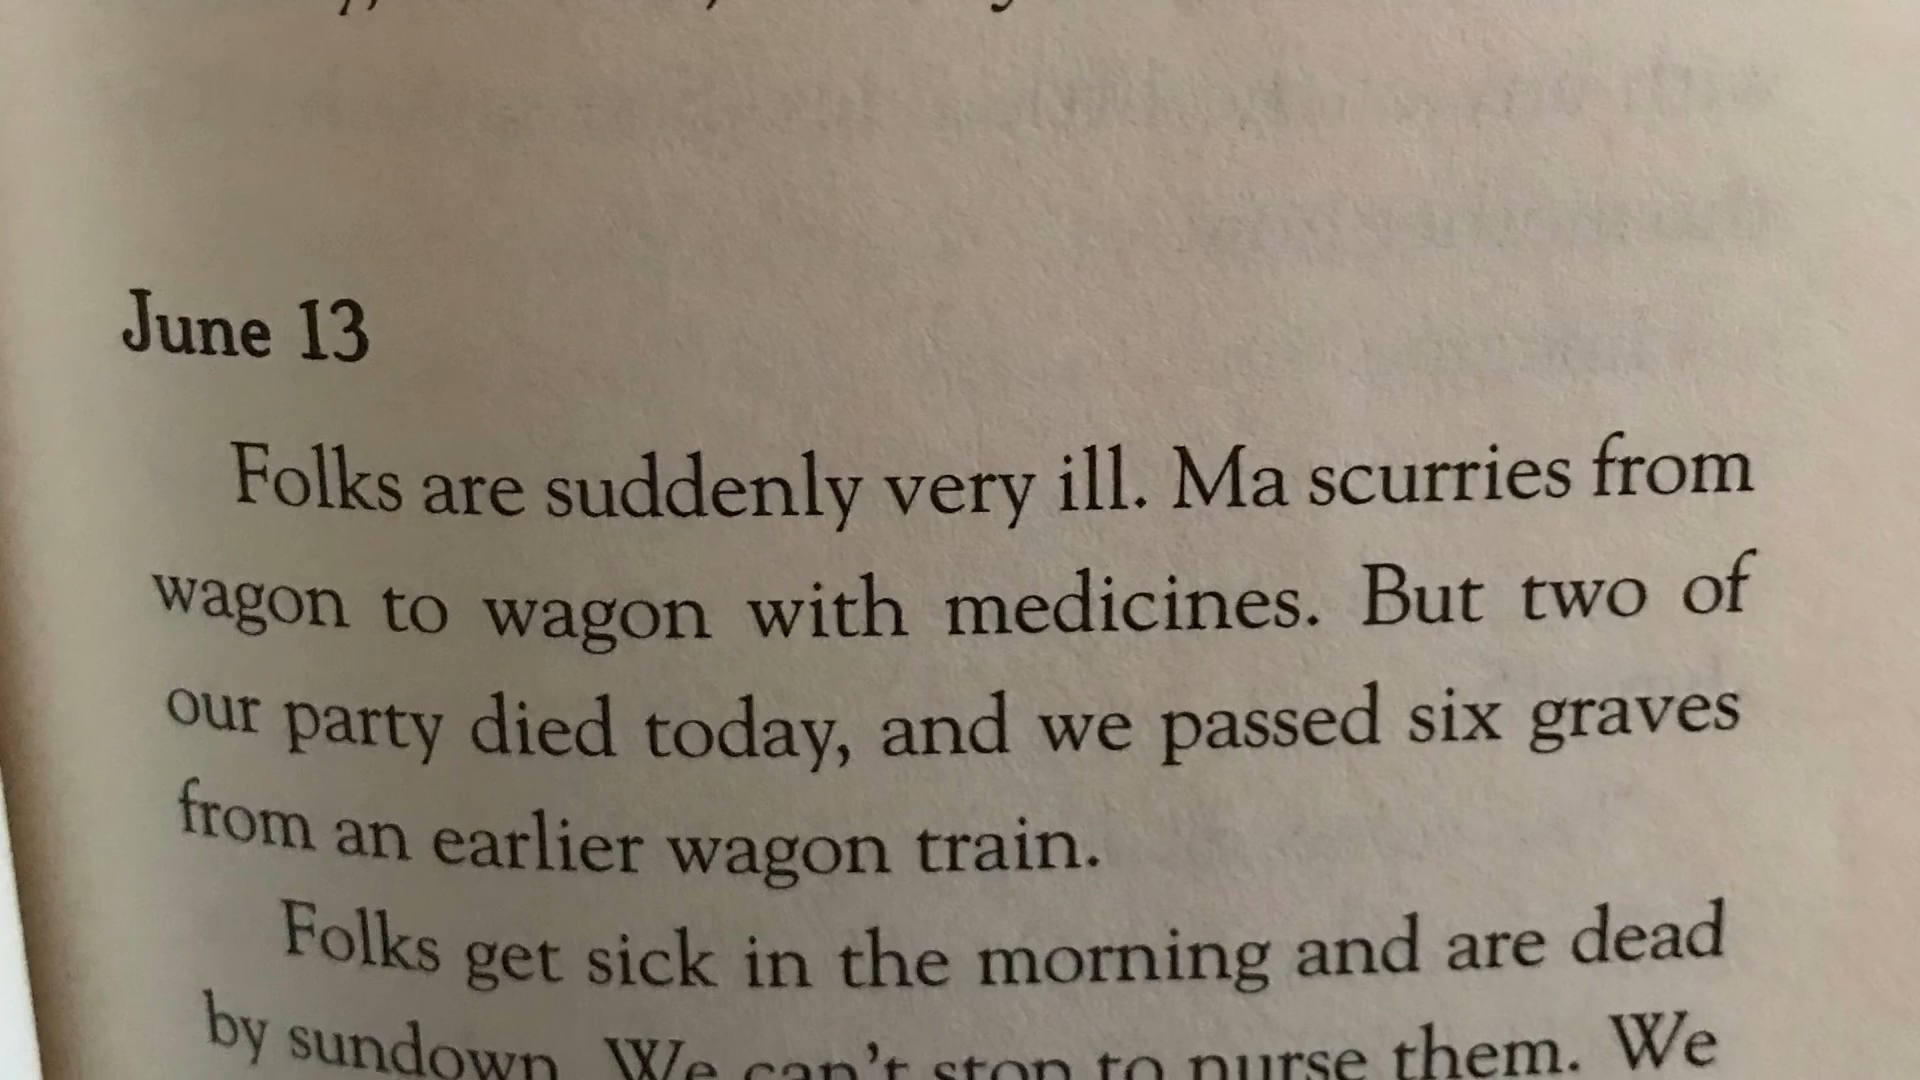 June 13
Folks are suddenly very ill. Ma scurries from
wagon to wagon with medicines. But two of
our party died today, and we passed six graves
from an earlier wagon train.
Folks get sick in the morning and are dead
by sundown. We can't stop to nurse them. We